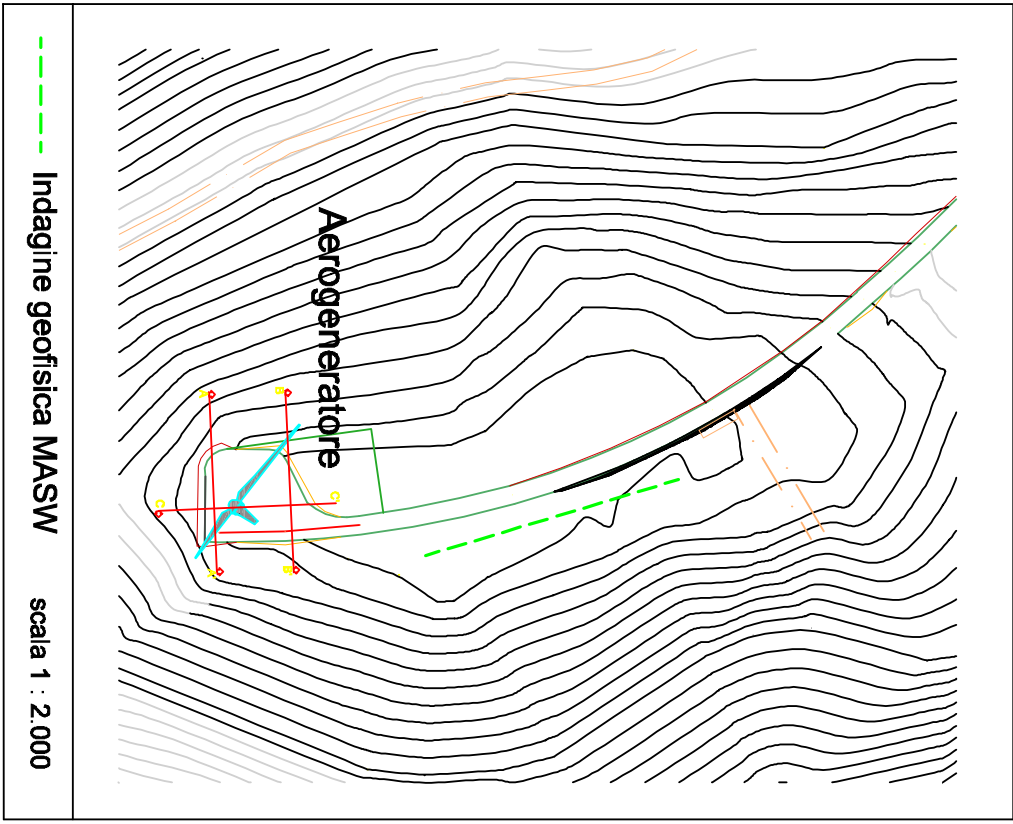 Aerogeneratore
A
B
C
C'
A'
B'
Indagine geofisica MASW scala 1 : 2.000